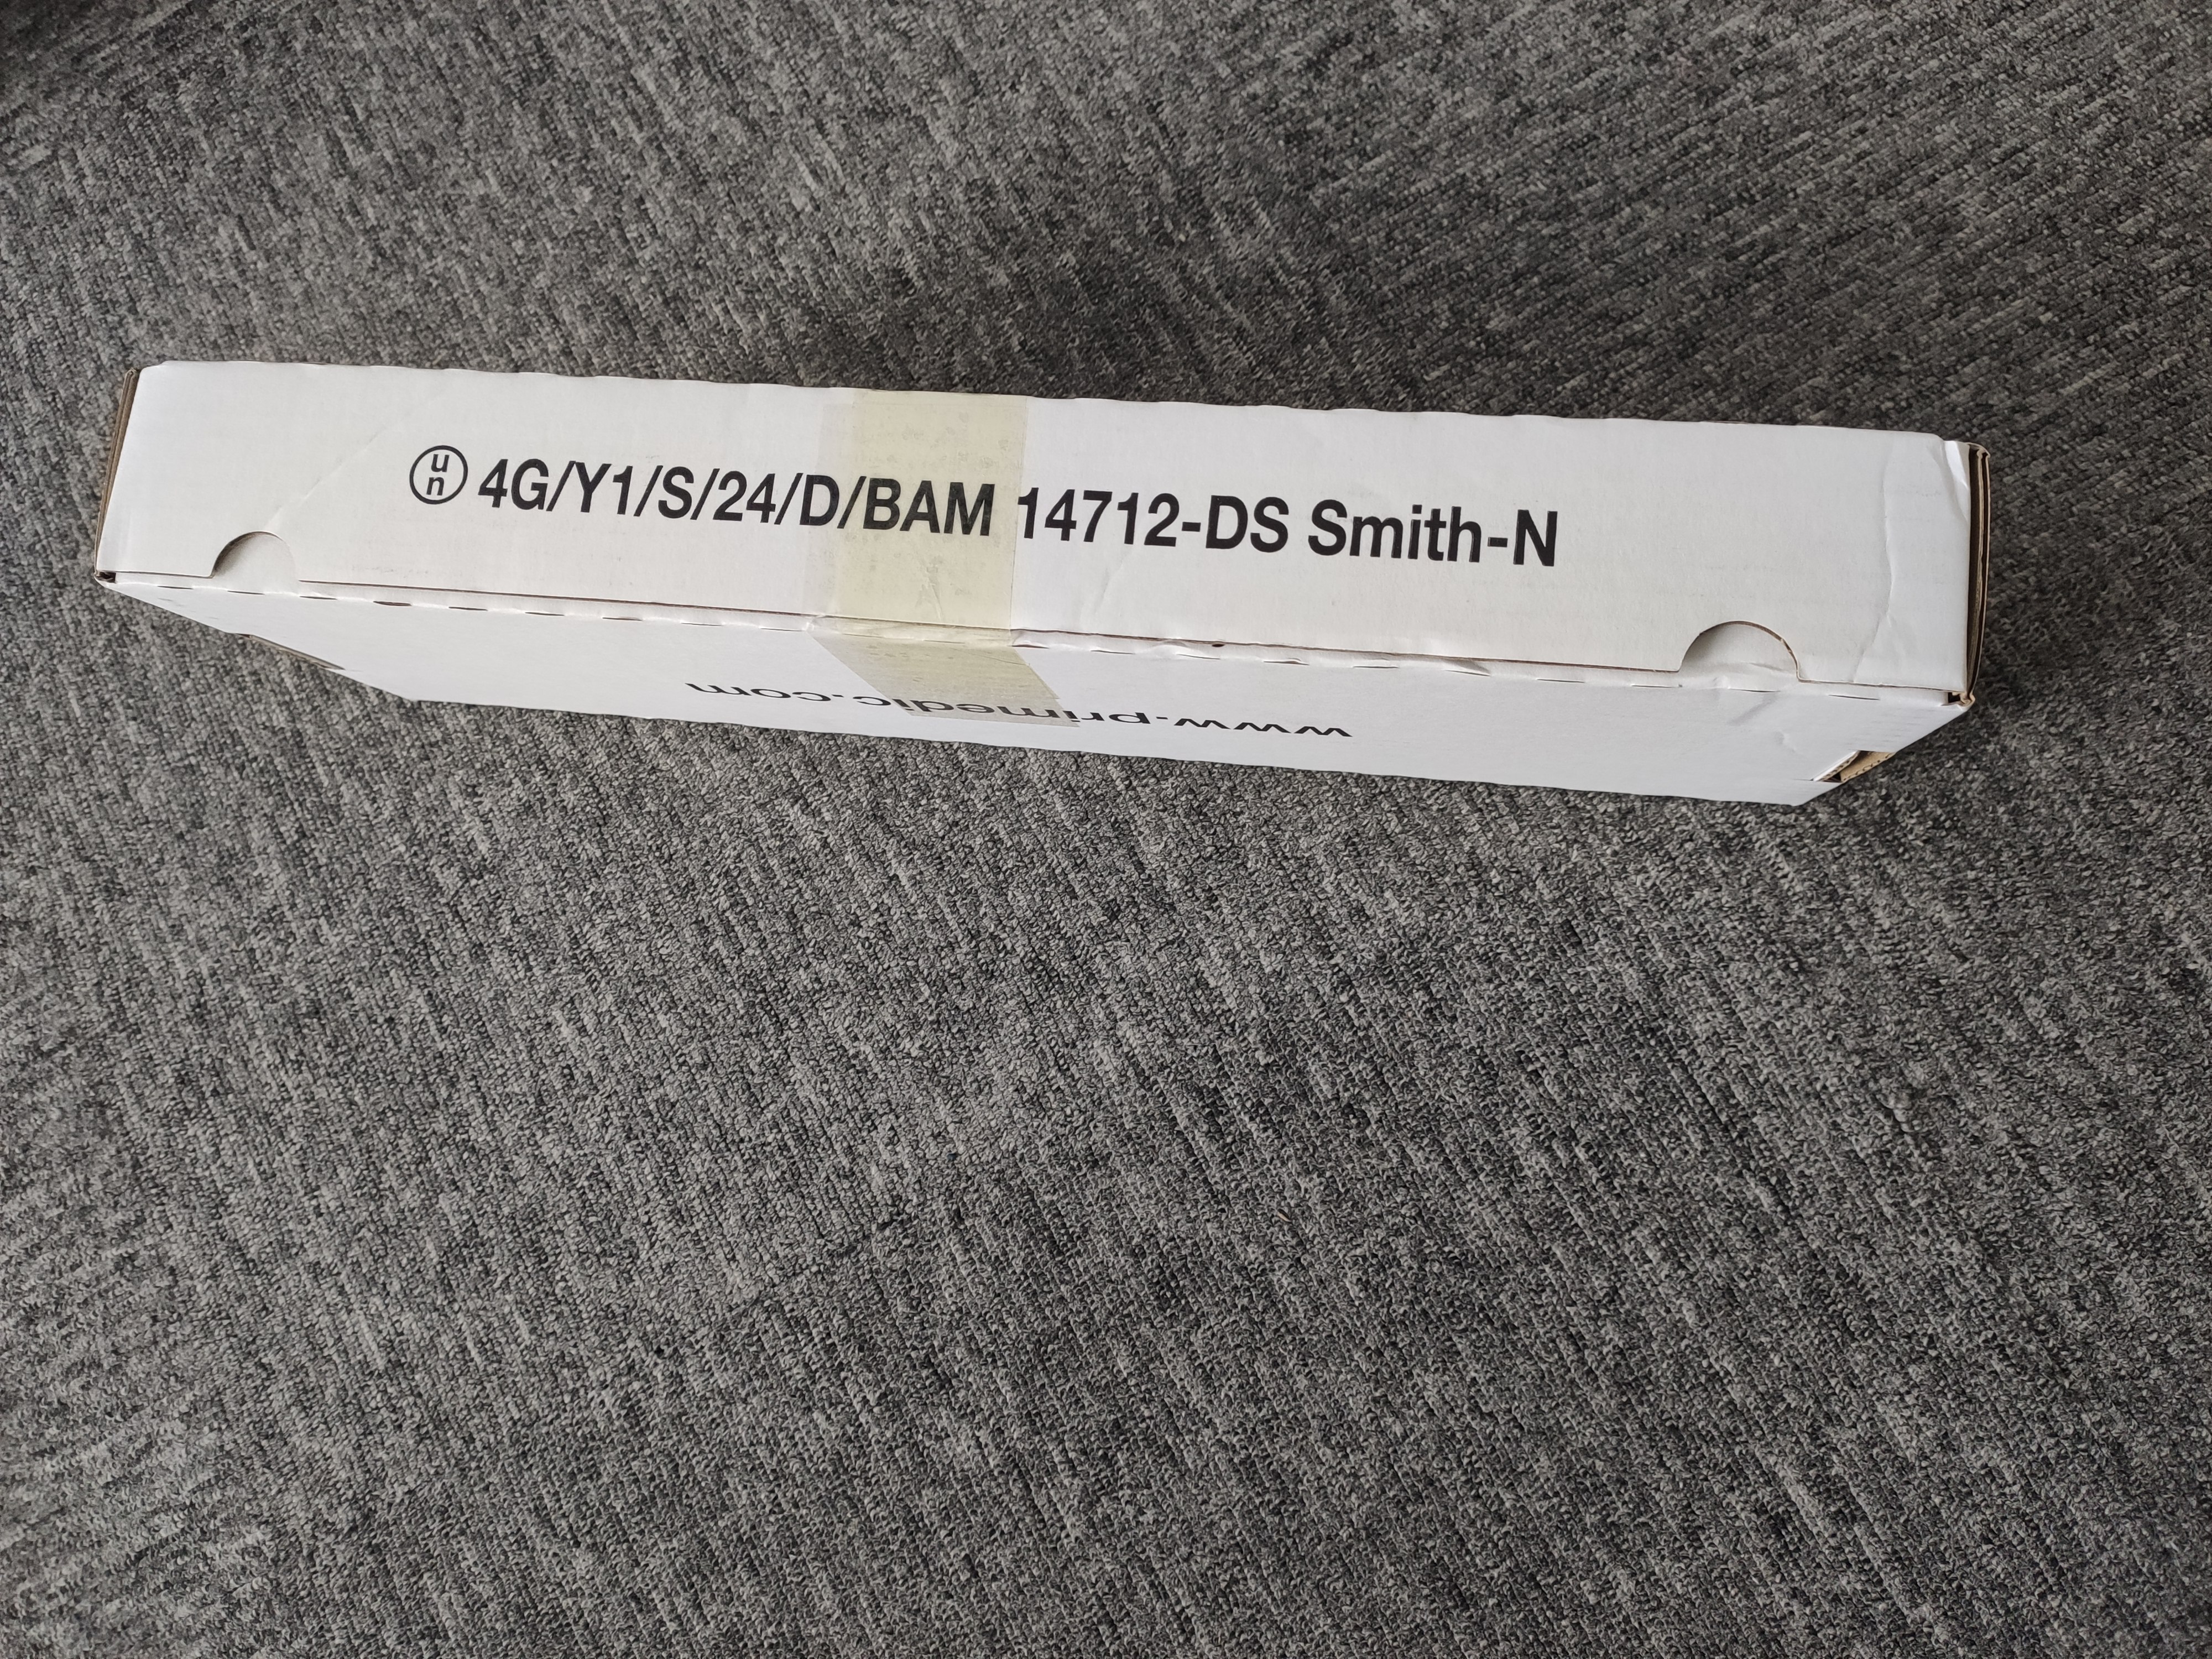 un 4G/Y1/S/24/D/BAM 14712-DS Smith-N
www.primedic.com